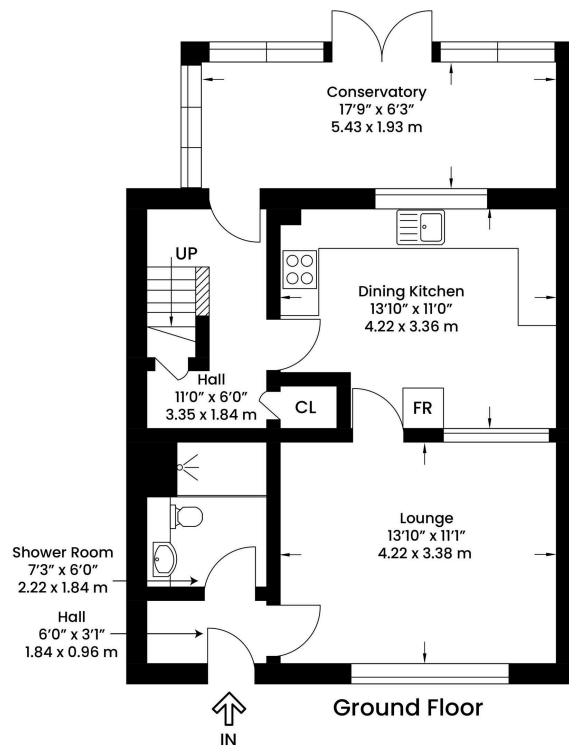 Conservatory
17'9" x 6'3"
5.43 x 1.93 m
UP
Dining Kitchen
13'10" x 11'0"
4.22 x 3.36 m
Hall
11'0" x 6'0"
3.35 x 1.84 m
CL
FR
Lounge
13'10" x 11'1"
4.22 x 3.38 m
Shower Room
7'3" x 6'0"
2.22 x 1.84 m
Hall
6'0" x 3'1"
1.84 x 0.96 m
Ground Floor
IN